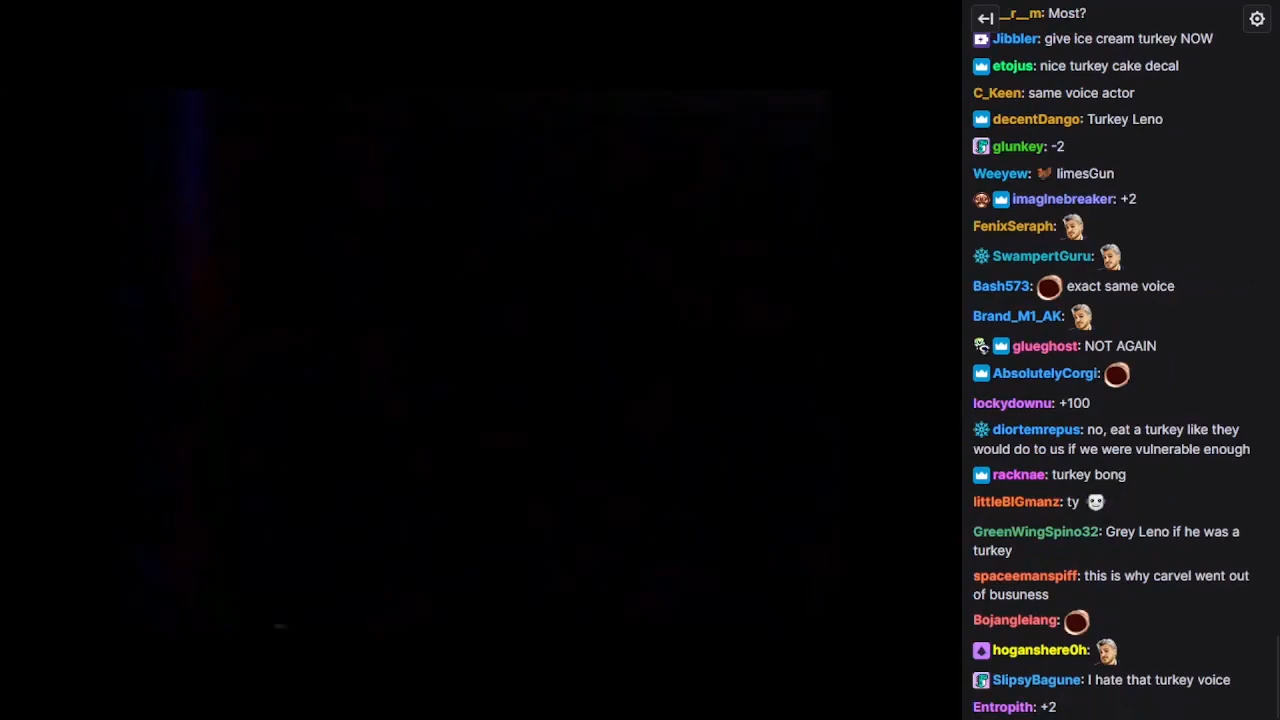 __r__m: Most?
Jibbler: give ice cream turkey NOW
etojus: nice turkey cake decal
C_Keen: same voice actor
decentDango: Turkey Leno
glunkey: -2
Weeyew: limesGun
imagInebreaker: +2
FenixSeraph:
SwampertGuru:
Bash573: exact same voice
Brand_M1_AK:
glueghost: NOT AGAIN
AbsolutelyCorgi:
lockydownu: +100
diortemrepus: no, eat a turkey like they
would do to us if we were vulnerable enough
racknae: turkey bong
littleBIGmanz: ty
GreenWingSpino32: Grey Leno if he was a
turkey
spaceemanspiff: this is why carvel went out
of busuness
Bojanglelang:
hoganshere0h:
SlipsyBagune: I hate that turkey voice
Entropith: +2